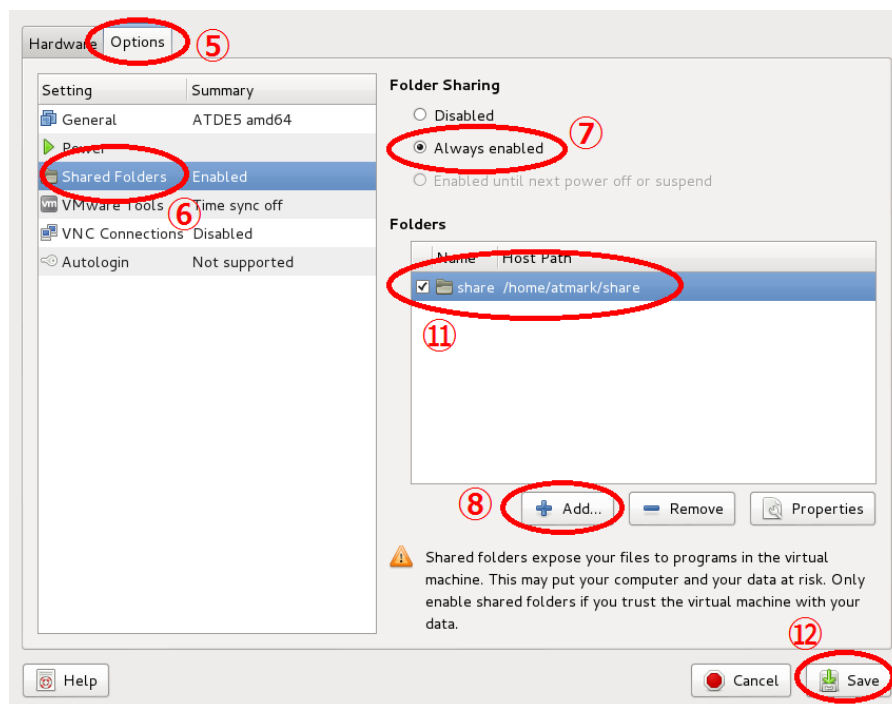 Hardware Options ⑤
Setting Summary
General ATDE5 amd64
Power
Shared Folders Enabled
⑥
VMware Tools Time sync off
VNC Connections Disabled
Autologin Not supported
Folder Sharing
Disabled
⑦
Always enabled
Enabled until next power off or suspend
Folders
Name Host Path
share /home/atmark/share
⑪
⑧ Add... Remove Properties
Shared folders expose your files to programs in the virtual
machine. This may put your computer and your data at risk. Only
enable shared folders if you trust the virtual machine with your
data.
⑫
Help Cancel Save